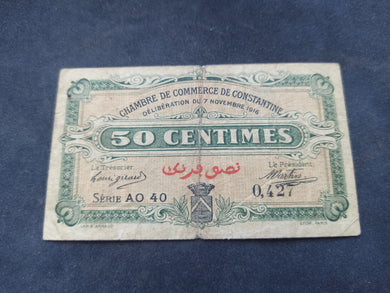 CHAMBRE DE COMMERCE DE CONSTANTINE
DÉLIBÉRATION DU 7 NOVEMBRE 1916
50 CENTIMES
Le Trésorier
نصف فرنك
Le Président
SÉRIE AO 40
0,427